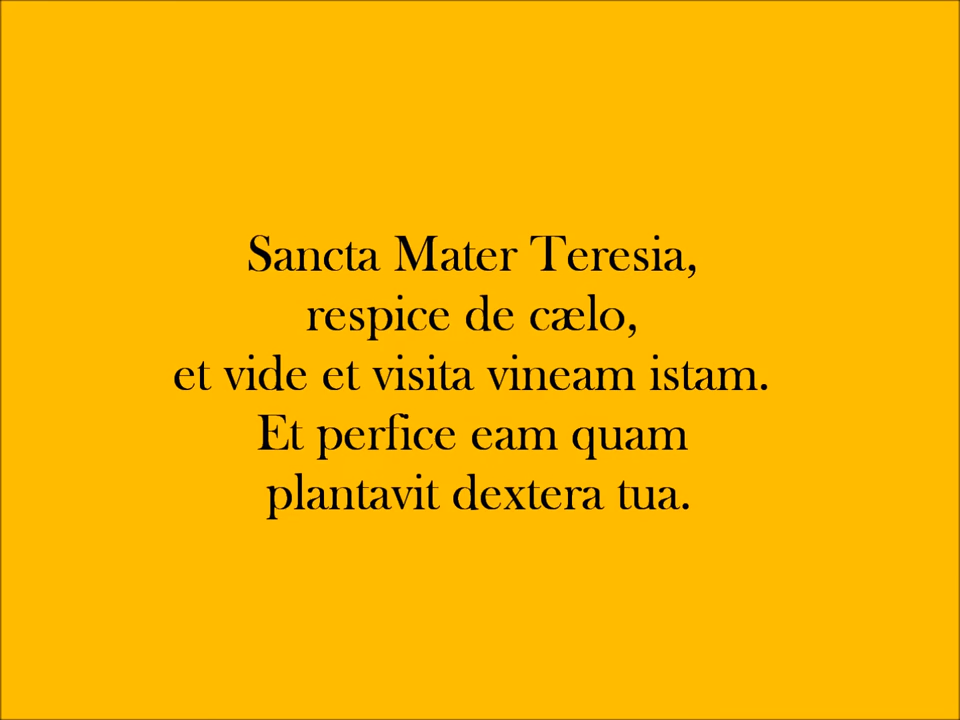 Sancta Mater Teresia,
respice de cælo,
et vide et visita vineam istam.
Et perfice eam quam
plantavit dextera tua.